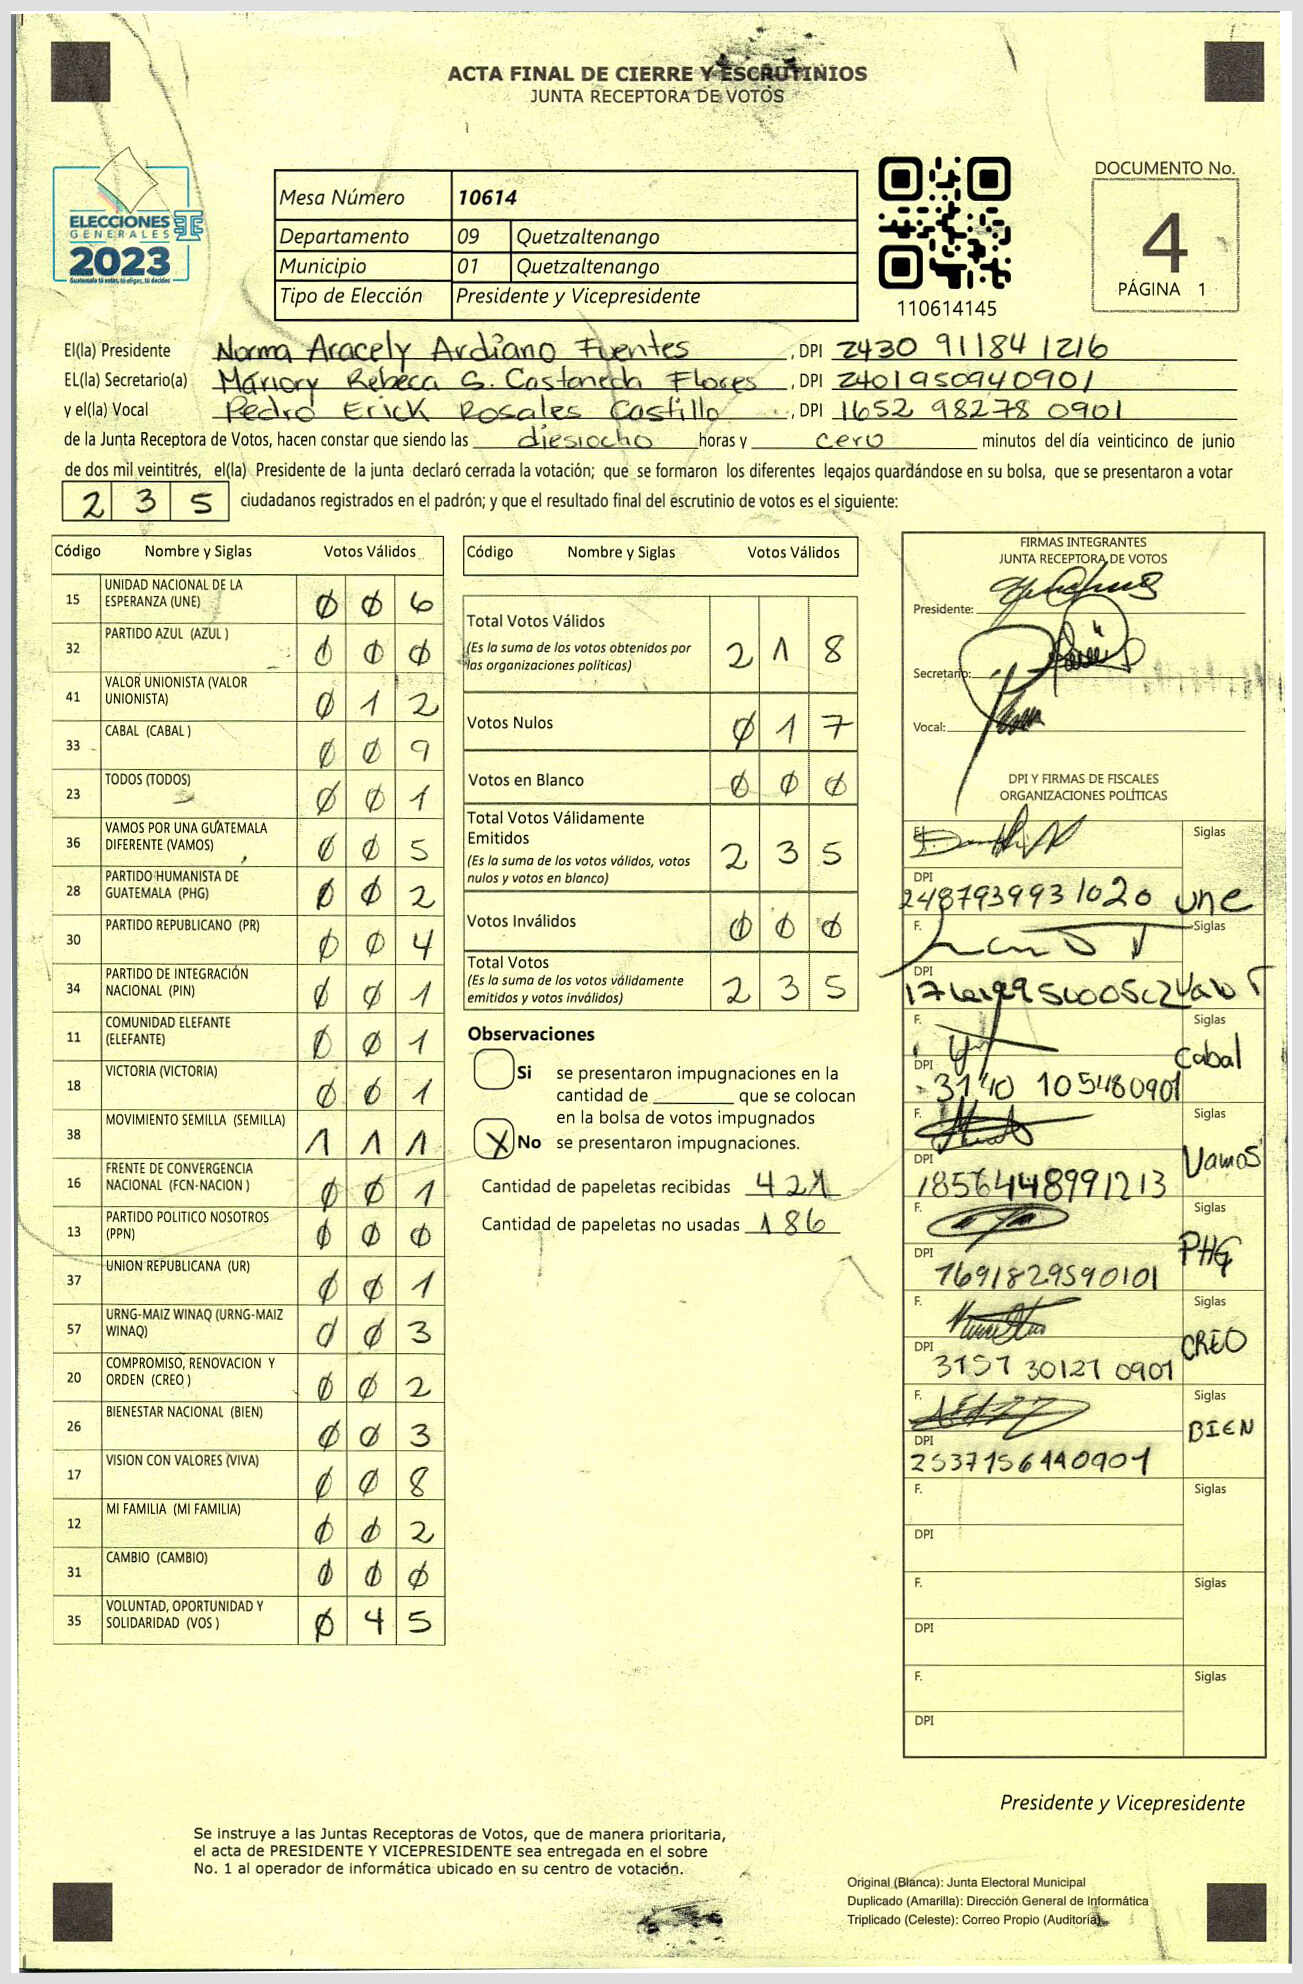 ACTA FINAL DE CIERRE Y ESCRUTINIOS
JUNTA RECEPTORA DE VOTOS
ELECCIONES
GENERALES
2023
Guatemala tú votas, tú eliges, tú decides
Mesa Número 10614
Departamento 09 Quetzaltenango
Municipio 01 Quetzaltenango
Tipo de Elección Presidente y Vicepresidente
110614145
DOCUMENTO No.
4
PÁGINA 1
El(la) Presidente Norma Aracely Ardiano Fuentes, DPI 2430 91184 1216
EL(la) Secretario(a) Mariory Rebeca S. Castaneda Flores, DPI 2401950940901
y el(la) Vocal Pedro Erick Rosales Castillo, DPI 1652 98278 0901
de la Junta Receptora de Votos, hacen constar que siendo las diesiocho horas y cero minutos del día veinticinco de junio
de dos mil veintitrés, el(la) Presidente de la junta declaró cerrada la votación; que se formaron los diferentes legajos guardándose en su bolsa, que se presentaron a votar
2 3 5 ciudadanos registrados en el padrón; y que el resultado final del escrutinio de votos es el siguiente:
Código Nombre y Siglas Votos Válidos
15 UNIDAD NACIONAL DE LA ESPERANZA (UNE) 0 0 6
32 PARTIDO AZUL (AZUL ) 0 0 0
41 VALOR UNIONISTA (VALOR UNIONISTA) 0 1 2
33 CABAL (CABAL ) 0 0 9
23 TODOS (TODOS) 0 0 1
36 VAMOS POR UNA GUATEMALA DIFERENTE (VAMOS) 0 0 5
28 PARTIDO HUMANISTA DE GUATEMALA (PHG) 0 0 2
30 PARTIDO REPUBLICANO (PR) 0 0 4
34 PARTIDO DE INTEGRACIÓN NACIONAL (PIN) 0 0 1
11 COMUNIDAD ELEFANTE (ELEFANTE) 0 0 1
18 VICTORIA (VICTORIA) 0 0 1
38 MOVIMIENTO SEMILLA (SEMILLA) 1 1 1
16 FRENTE DE CONVERGENCIA NACIONAL (FCN-NACION ) 0 0 1
13 PARTIDO POLITICO NOSOTROS (PPN) 0 0 0
37 UNION REPUBLICANA (UR) 0 0 1
57 URNG-MAIZ WINAQ (URNG-MAIZ WINAQ) 0 0 3
20 COMPROMISO, RENOVACION Y ORDEN (CREO ) 0 0 2
26 BIENESTAR NACIONAL (BIEN) 0 0 3
17 VISION CON VALORES (VIVA) 0 0 8
12 MI FAMILIA (MI FAMILIA) 0 0 2
31 CAMBIO (CAMBIO) 0 0 0
35 VOLUNTAD, OPORTUNIDAD Y SOLIDARIDAD (VOS ) 0 4 5
Código Nombre y Siglas Votos Válidos
Total Votos Válidos 2 1 8
(Es la suma de los votos obtenidos por
las organizaciones políticas)
Votos Nulos 0 1 7
Votos en Blanco 0 0 0
Total Votos Válidamente
Emitidos 2 3 5
(Es la suma de los votos válidos, votos
nulos y votos en blanco)
Votos Inválidos 0 0 0
Total Votos 2 3 5
(Es la suma de los votos válidamente
emitidos y votos inválidos)
Observaciones
Si se presentaron impugnaciones en la
cantidad de ________ que se colocan
en la bolsa de votos impugnados
X No se presentaron impugnaciones.
Cantidad de papeletas recibidas 421
Cantidad de papeletas no usadas 186
FIRMAS INTEGRANTES
JUNTA RECEPTORA DE VOTOS
Presidente:
Secretario:
Vocal:
DPI Y FIRMAS DE FISCALES
ORGANIZACIONES POLÍTICAS
F. Siglas
DPI
248793993 1020 une
F. Siglas
DPI
Valor
F. Siglas
Cabal
DPI
3140 105480901
F. Siglas
Vamos
DPI
1856448991213
F. Siglas
PHG
DPI
1691829590101
F. Siglas
CREO
DPI
3157 30127 0901
F. Siglas
BIEN
DPI
2537156440901
F. Siglas
DPI
F. Siglas
DPI
F. Siglas
DPI
Presidente y Vicepresidente
Se instruye a las Juntas Receptoras de Votos, que de manera prioritaria,
el acta de PRESIDENTE Y VICEPRESIDENTE sea entregada en el sobre
No. 1 al operador de informática ubicado en su centro de votación.
Original (Blanca): Junta Electoral Municipal
Duplicado (Amarilla): Dirección General de Informática
Triplicado (Celeste): Correo Propio (Auditoría)